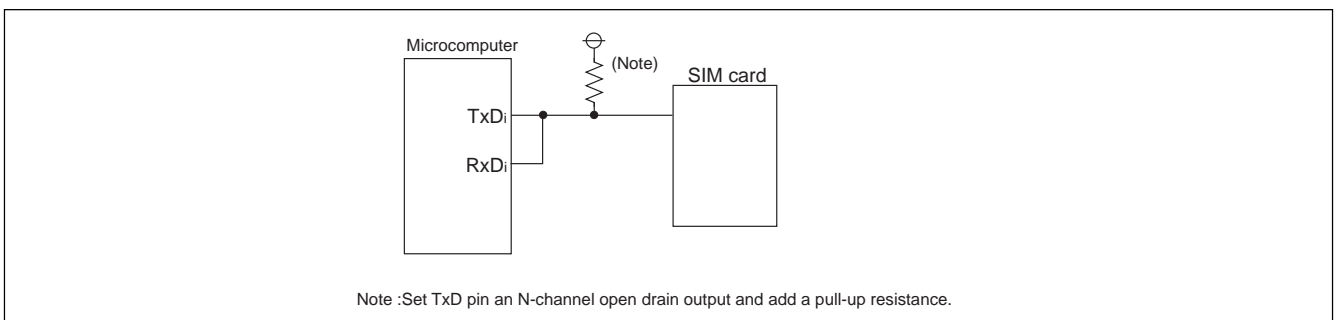 Microcomputer
(Note)
SIM card
TxDi
RxDi
Note :Set TxD pin an N-channel open drain output and add a pull-up resistance.